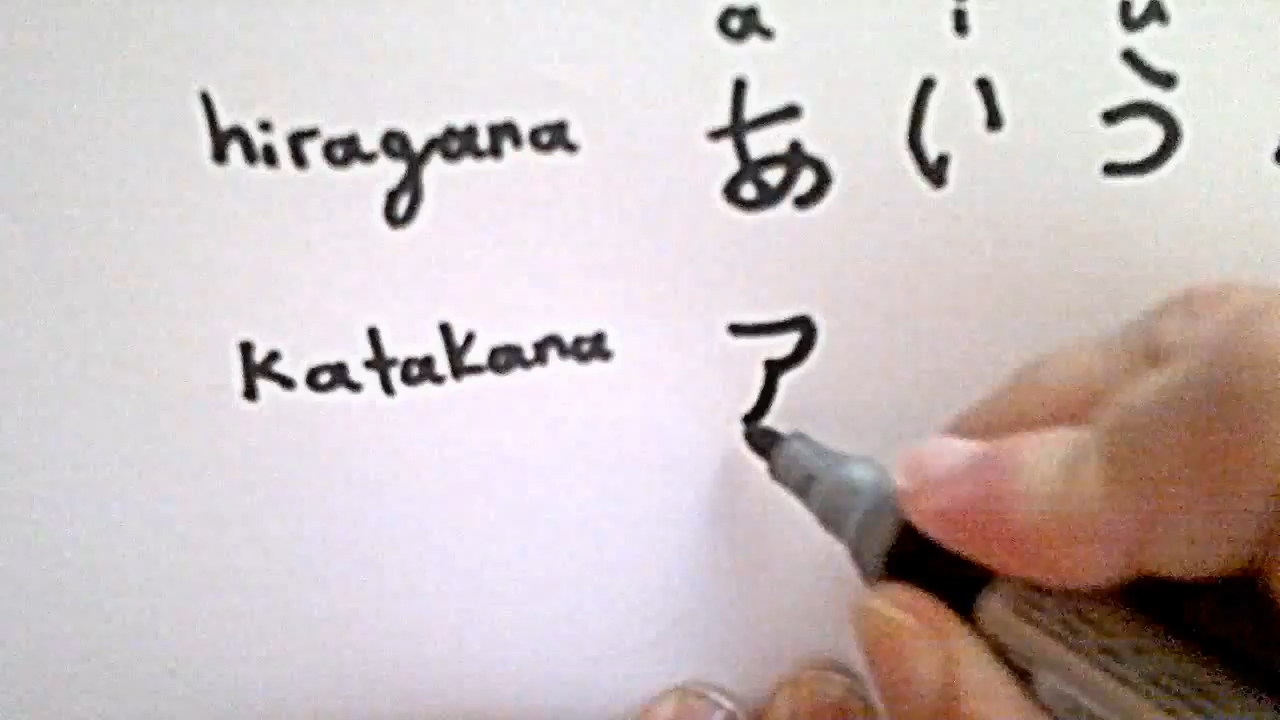 a i u
hiragana あ い う
Katakana ア